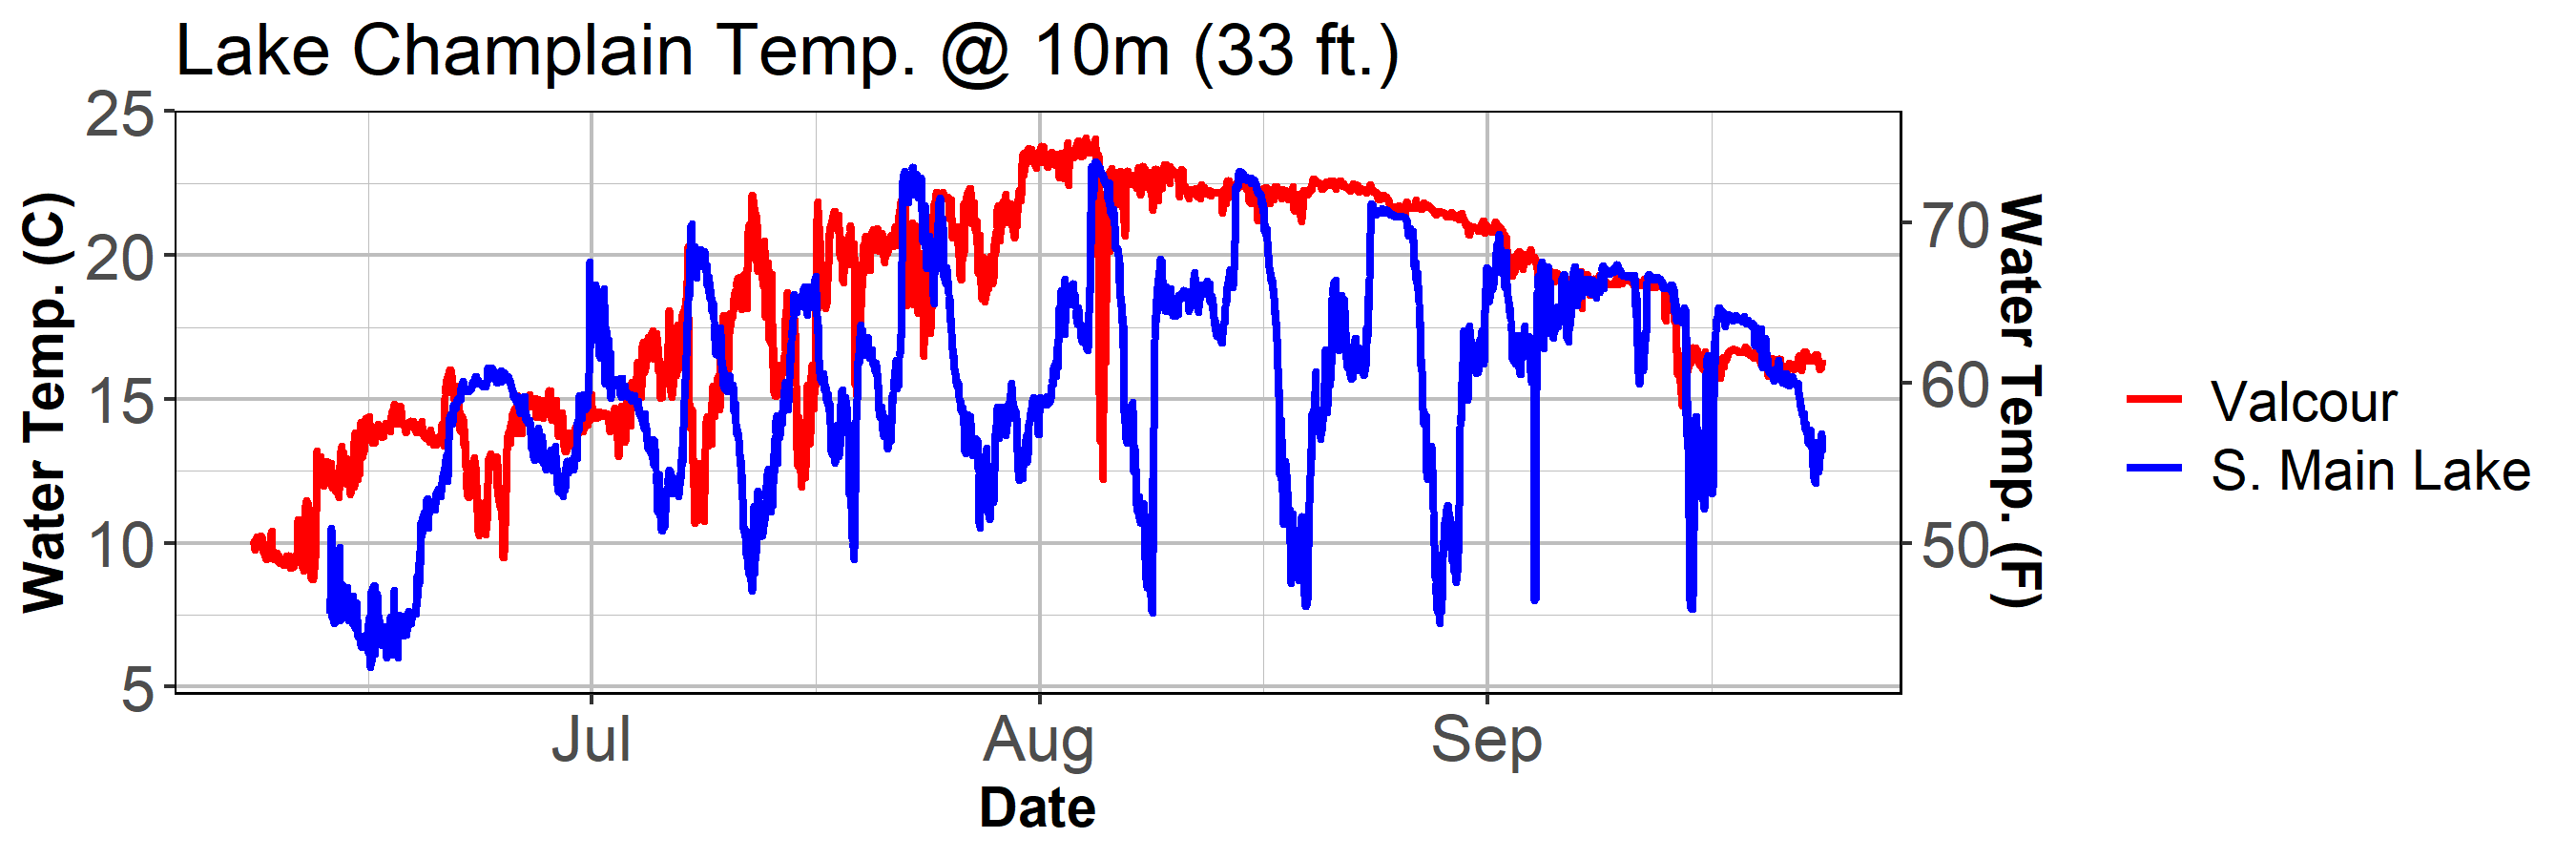 Lake Champlain Temp. @ 10m (33 ft.)
Water Temp. (C)
25
20
15
10
5
Jul
Aug
Sep
Date
70
60
50
Water Temp. (F)
Valcour
S. Main Lake